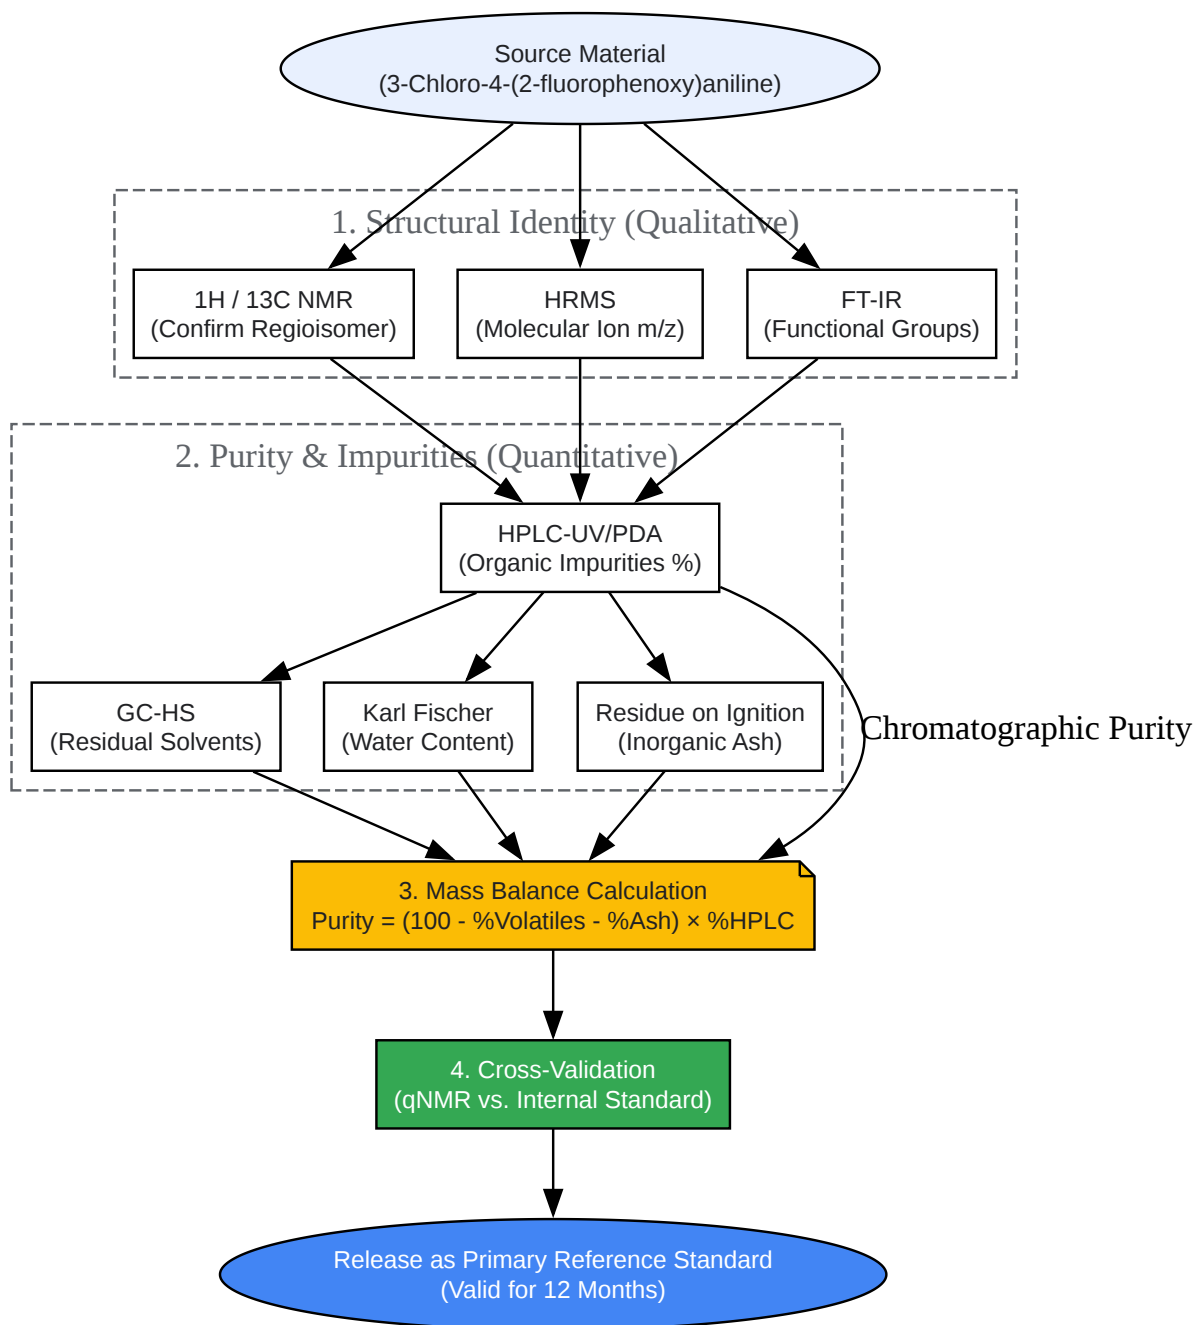 Source Material
(3-Chloro-4-(2-fluorophenoxy)aniline)
1. Structural Identity (Qualitative)
1H / 13C NMR
(Confirm Regioisomer)
HRMS
(Molecular Ion m/z)
FT-IR
(Functional Groups)
2. Purity & Impurities (Quantitative)
HPLC-UV/PDA
(Organic Impurities %)
GC-HS
(Residual Solvents)
Karl Fischer
(Water Content)
Residue on Ignition
(Inorganic Ash)
Chromatographic Purity
3. Mass Balance Calculation
Purity = (100 - %Volatiles - %Ash) × %HPLC
4. Cross-Validation
(qNMR vs. Internal Standard)
Release as Primary Reference Standard
(Valid for 12 Months)